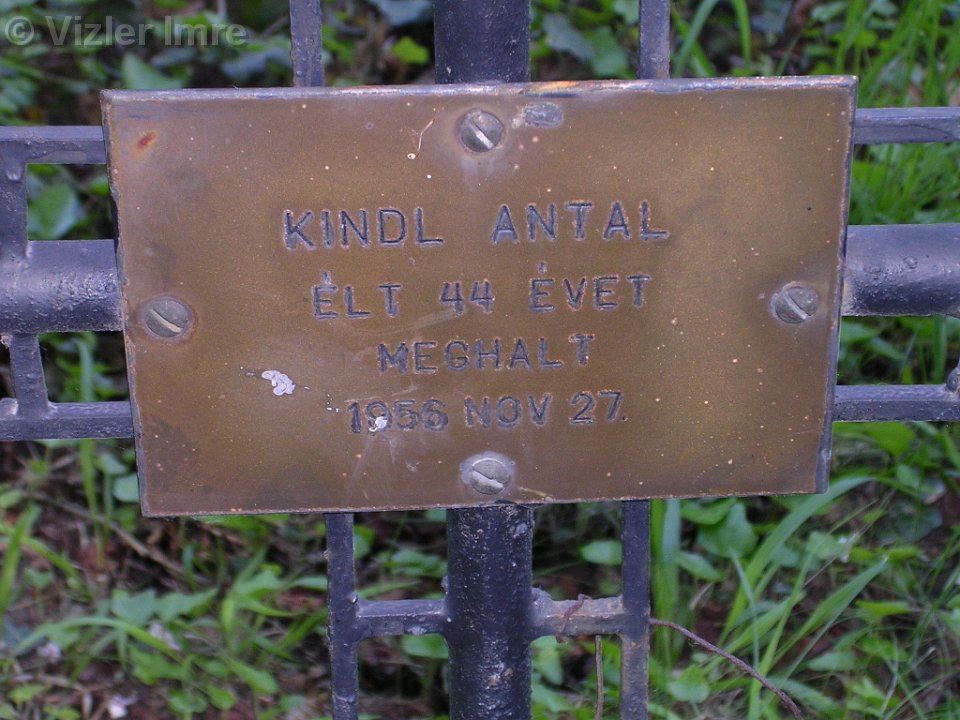 © Vizler Imre
KINDL ANTAL
ÉLT 44 ÉVET
MEGHALT
1956 NOV 27.